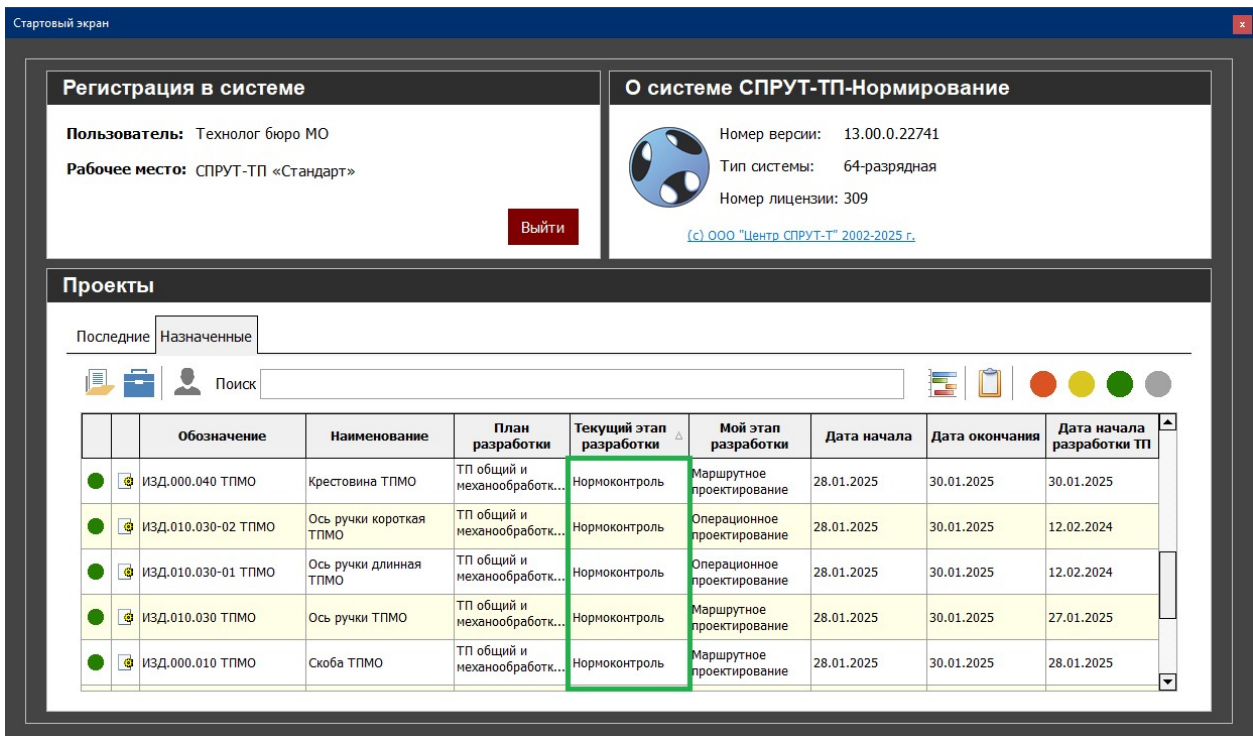 Стартовый экран
x
Регистрация в системе
Пользователь: Технолог бюро МО
Рабочее место: СПРУТ-ТП «Стандарт»
Выйти
О системе СПРУТ-ТП-Нормирование
Номер версии: 13.00.0.22741
Тип системы: 64-разрядная
Номер лицензии: 309
(c) ООО "Центр СПРУТ-Т" 2002-2025 г.
Проекты
Последние Назначенные
Поиск
Обозначение Наименование План разработки Текущий этап разработки Мой этап разработки Дата начала Дата окончания Дата начала разработки ТП
ИЗД.000.040 ТПМО Крестовина ТПМО ТП общий и механообработк... Нормоконтроль Маршрутное проектирование 28.01.2025 30.01.2025 30.01.2025
ИЗД.010.030-02 ТПМО Ось ручки короткая ТПМО ТП общий и механообработк... Нормоконтроль Операционное проектирование 28.01.2025 30.01.2025 12.02.2024
ИЗД.010.030-01 ТПМО Ось ручки длинная ТПМО ТП общий и механообработк... Нормоконтроль Операционное проектирование 28.01.2025 30.01.2025 12.02.2024
ИЗД.010.030 ТПМО Ось ручки ТПМО ТП общий и механообработк... Нормоконтроль Маршрутное проектирование 28.01.2025 30.01.2025 27.01.2025
ИЗД.000.010 ТПМО Скоба ТПМО ТП общий и механообработк... Нормоконтроль Маршрутное проектирование 28.01.2025 30.01.2025 28.01.2025